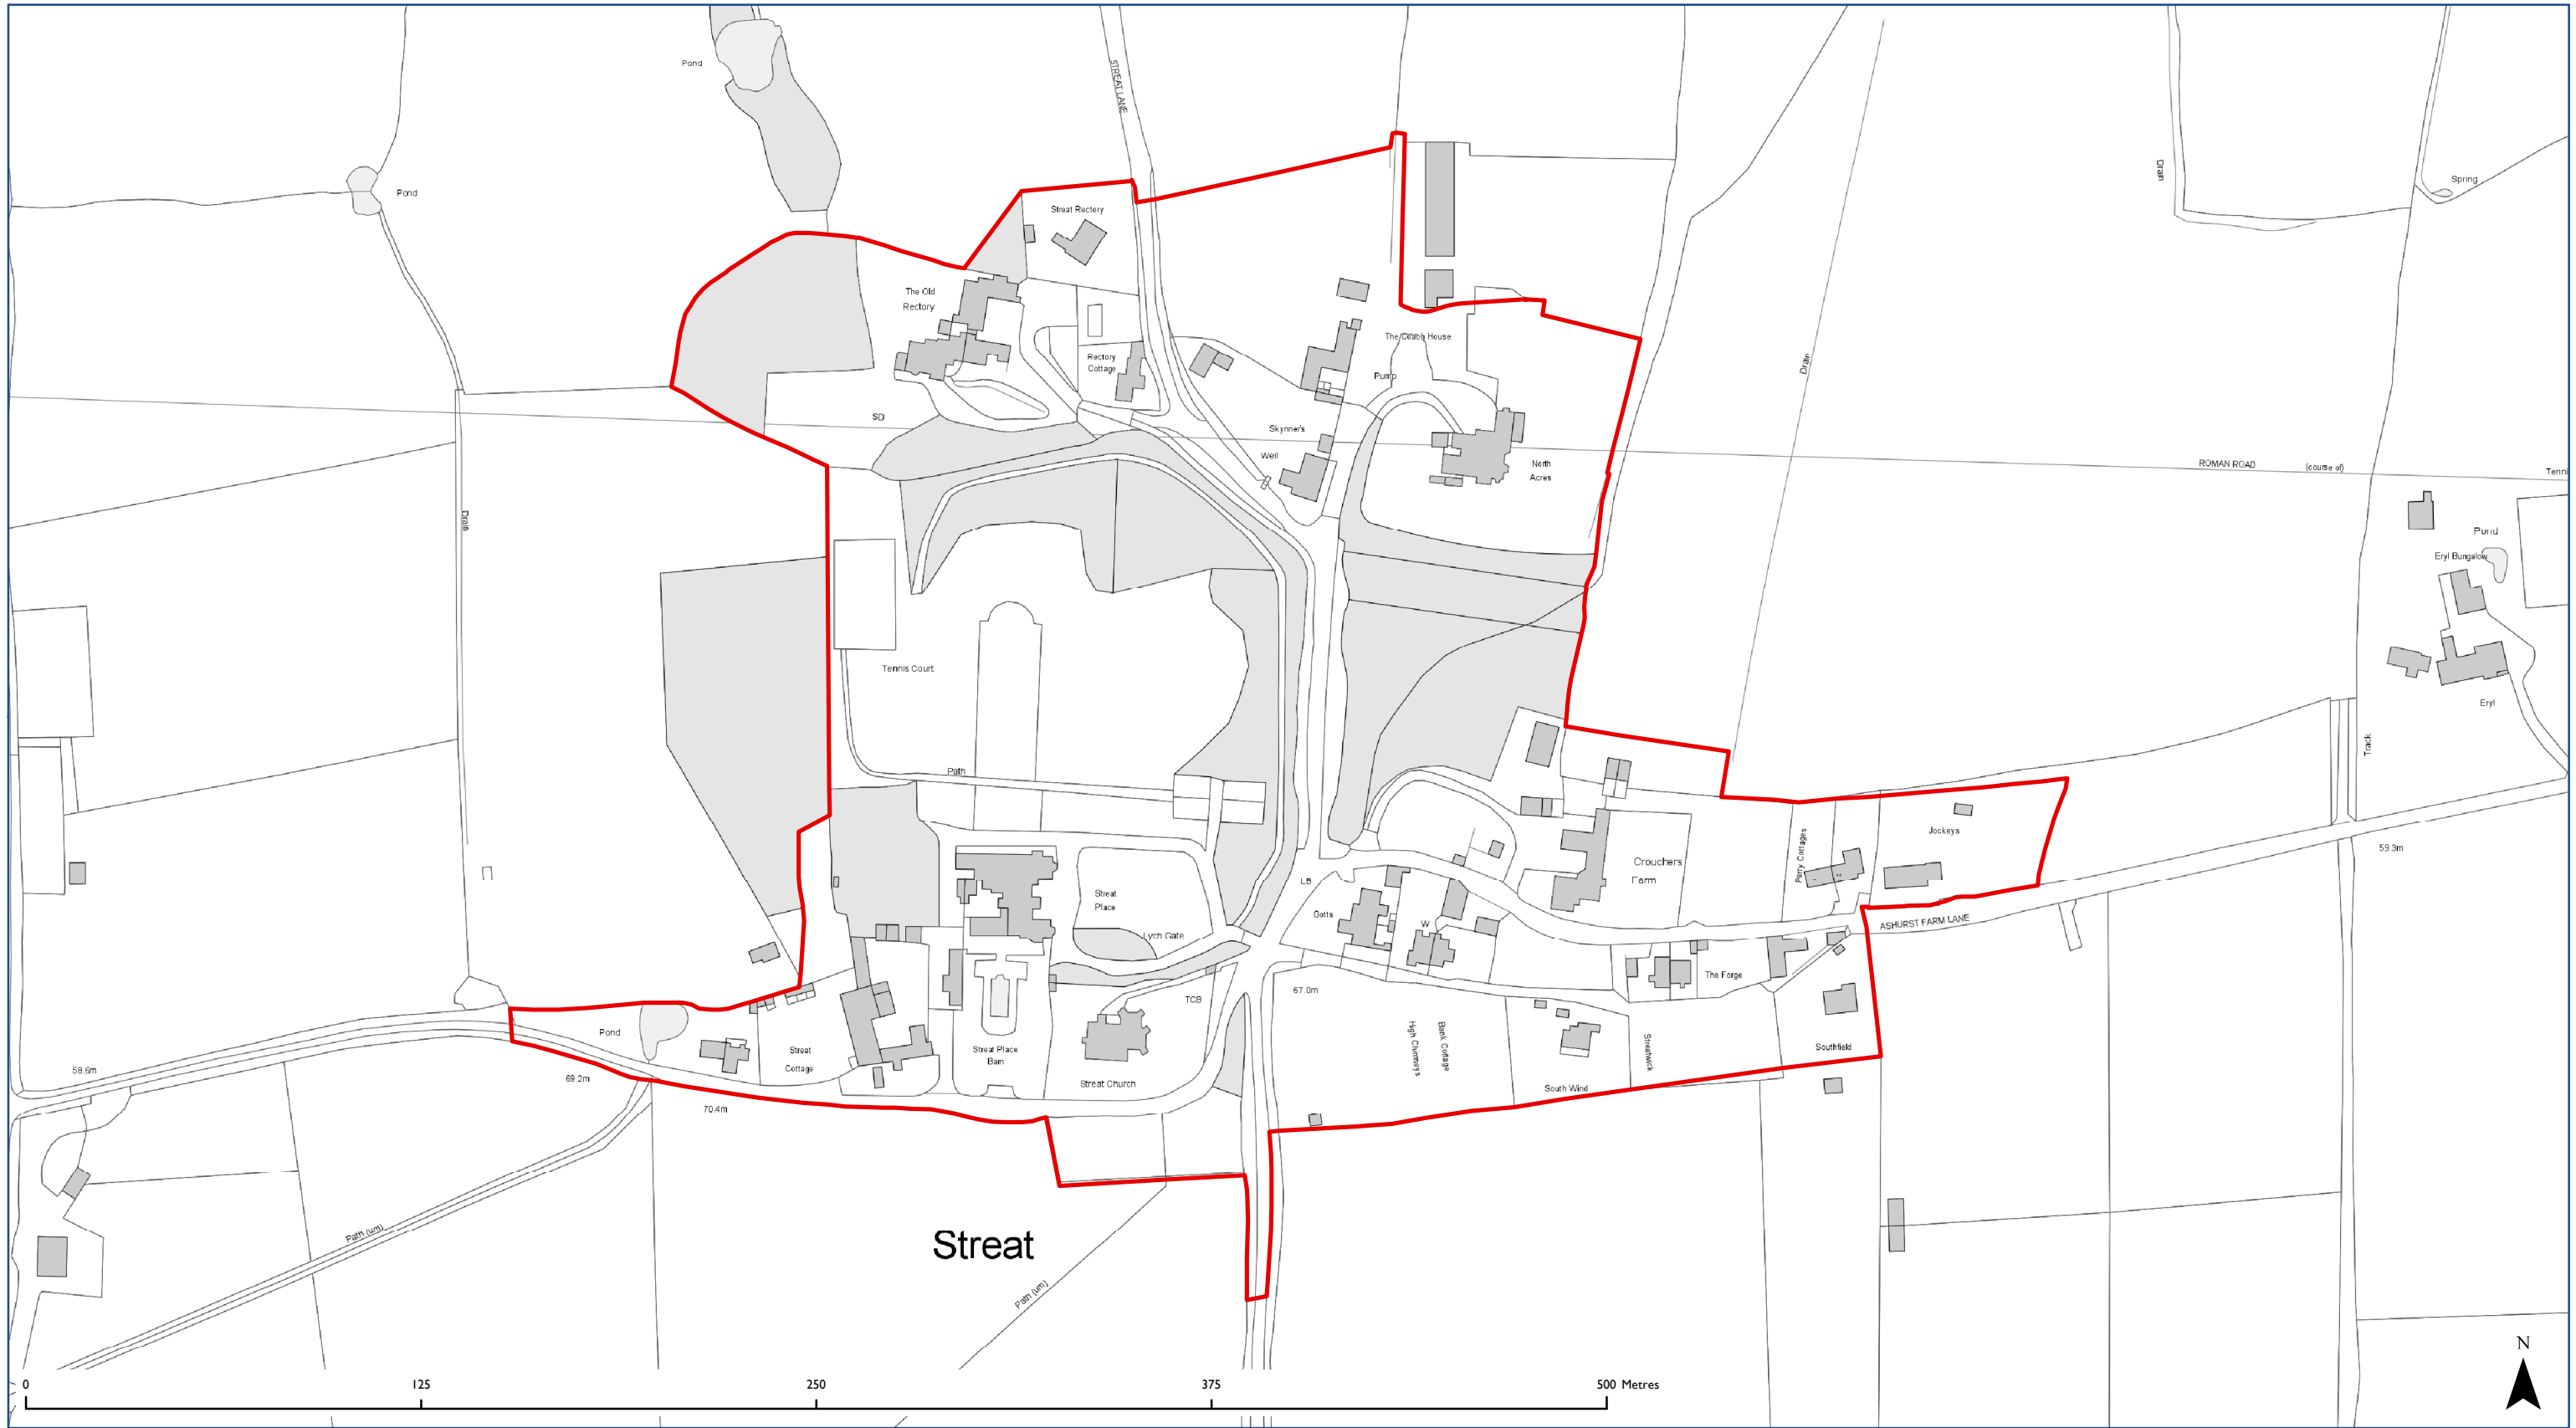 Pond
STREAT LANE
Pond
Drain
Spring
Streat Rectory
The Old
Rectory
The Coach House
Rectory
Cottage
Pump
Drain
SD
Skynner's
Well
North
Acres
ROMAN ROAD
(course of)
Tenni
Drain
Pond
Eryl Bungalow
Tennis Court
Eryl
Track
Path
Jockeys
59.3m
Perry Cottages
Crouchers
Farm
LB
Streat
Place
Gotts
W
ASHURST FARM LANE
Lych Gate
The Forge
TCB
67.0m
Pond
Streat
Cottage
Streat Place
Barn
High Chimneys
Bank Cottage
Streatwick
Southfield
58.6m
69.2m
Streat Church
South Wind
70.4m
Path (um)
Streat
Path (um)
N
0
125
250
375
500 Metres